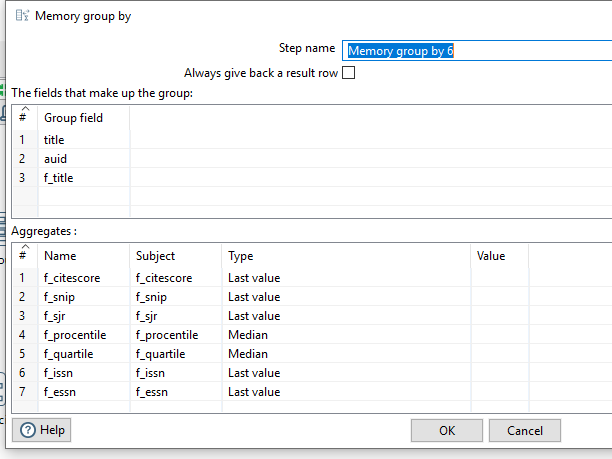 Memory group by
Step name Memory group by 6
Always give back a result row
The fields that make up the group:
# Group field
1 title
2 auid
3 f_title
Aggregates :
# Name Subject Type Value
1 f_citescore f_citescore Last value
2 f_snip f_snip Last value
3 f_sjr f_sjr Last value
4 f_procentile f_procentile Median
5 f_quartile f_quartile Median
6 f_issn f_issn Last value
7 f_essn f_essn Last value
Help OK Cancel